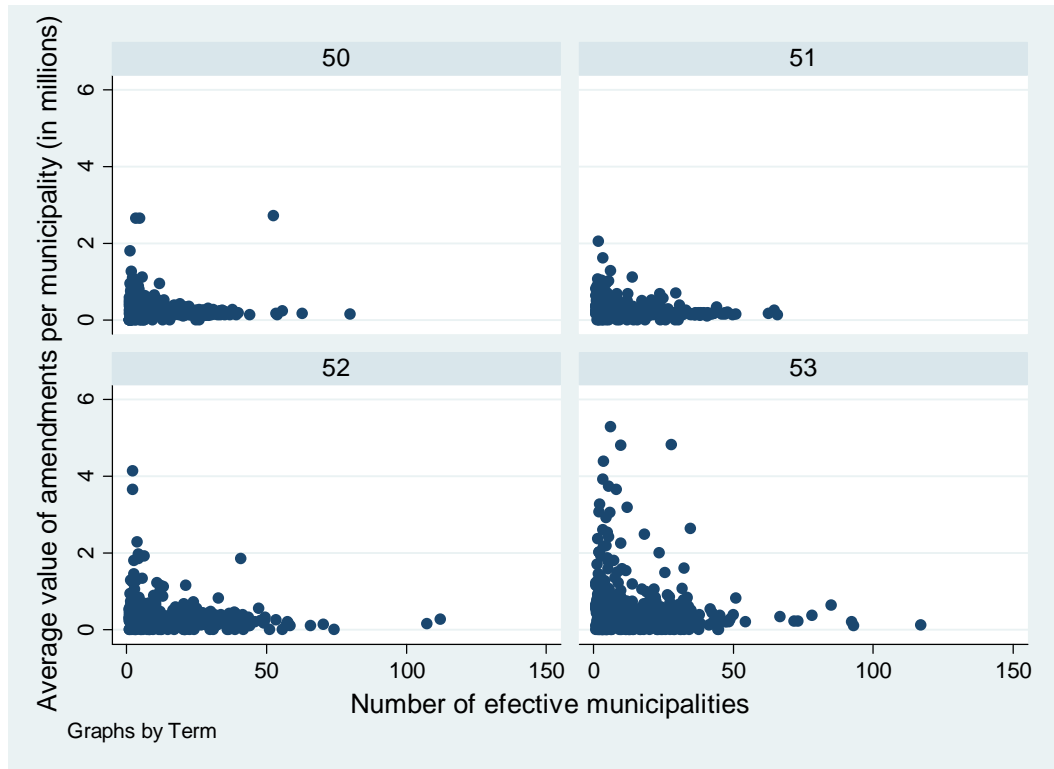 Average value of amendments per municipality (in millions)
50
51
6
4
2
0
52
53
6
4
2
0
0 50 100 150
0 50 100 150
Number of efective municipalities
Graphs by Term